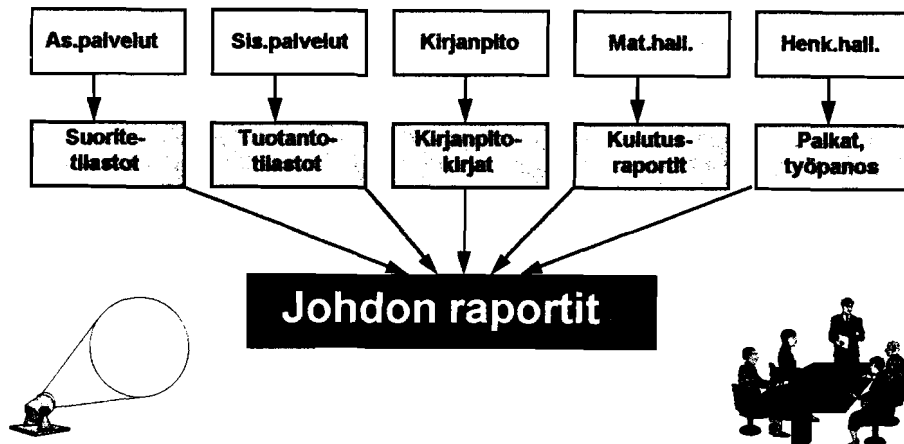 As.palvelut
Sis.palvelut
Kirjanpito
Mat.hall.
Henk.hall.
Suorite-
tilastot
Tuotanto-
tilastot
Kirjanpito-
kirjat
Kulutus-
raportit
Palkat,
työpanos
Johdon raportit